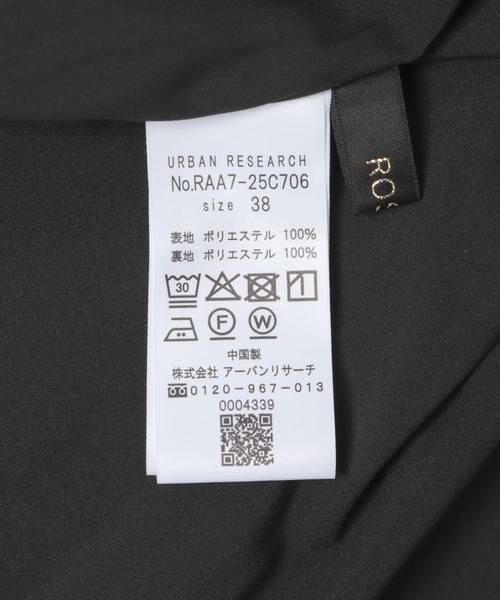 URBAN RESEARCH
No.RAA7-25C706
size 38
表地 ポリエステル 100%
裏地 ポリエステル 100%
30
F W
中国製
株式会社 アーバンリサーチ
0120-967-013
0004339
ROS